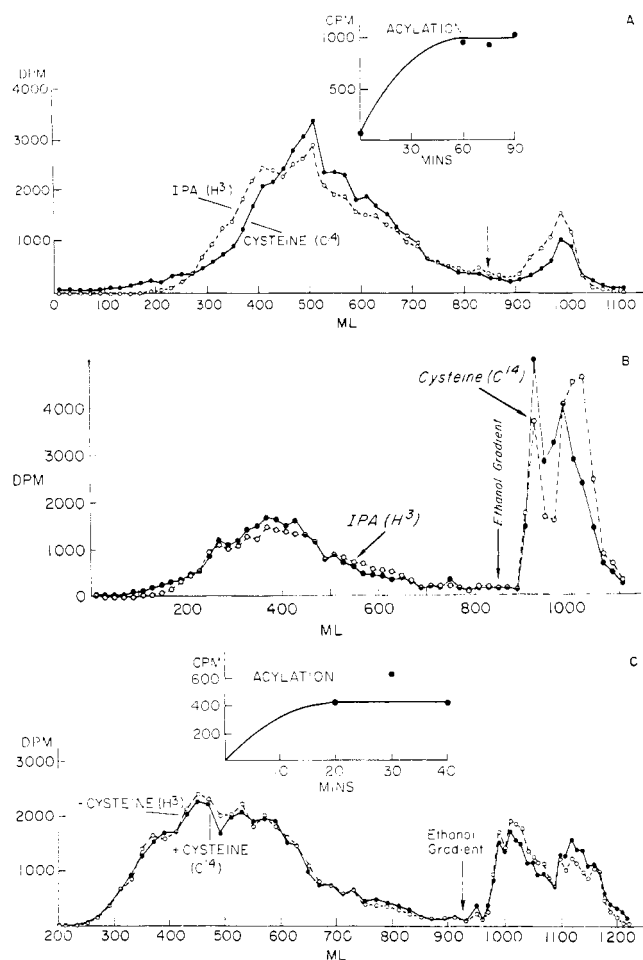 A
CPM
ACYLATION
1000
500
30 60 90
MINS
DPM
4000
3000
2000
1000
IPA (H³)
CYSTEINE (C¹⁴)
0 100 200 300 400 500 600 700 800 900 1000 1100
ML
B
Cysteine (C¹⁴)
4000
3000
2000
1000
0
DPM
IPA (H³)
Ethanol Gradient
200 400 600 800 1000
ML
C
CPM
600
400
200
ACYLATION
10 20 30 40
MINS
DPM
3000
2000
1000
0
-CYSTEINE (H³)
+CYSTEINE
(C¹⁴)
Ethanol
Gradient
200 300 400 500 600 700 800 900 1000 1100 1200
ML